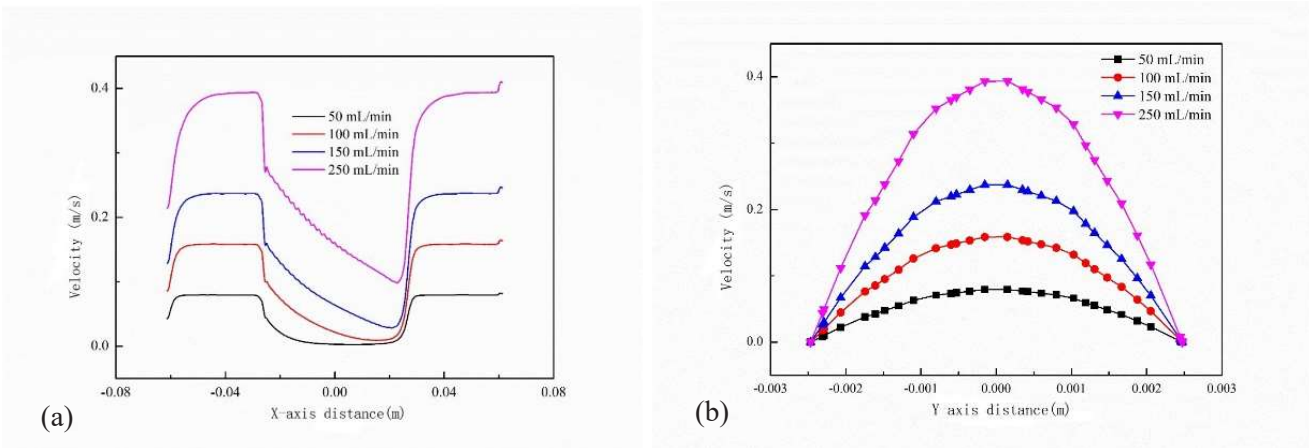 0.4
0.2
0.0
Velocity (m/s)
50 mL/min
100 mL/min
150 mL/min
250 mL/min
-0.08
-0.04
0.00
0.04
0.08
X-axis distance(m)
(a)
0.4
0.2
0.0
Velocity (m/s)
50 mL/min
100 mL/min
150 mL/min
250 mL/min
-0.003
-0.002
-0.001
0.000
0.001
0.002
0.003
Y axis distance(m)
(b)